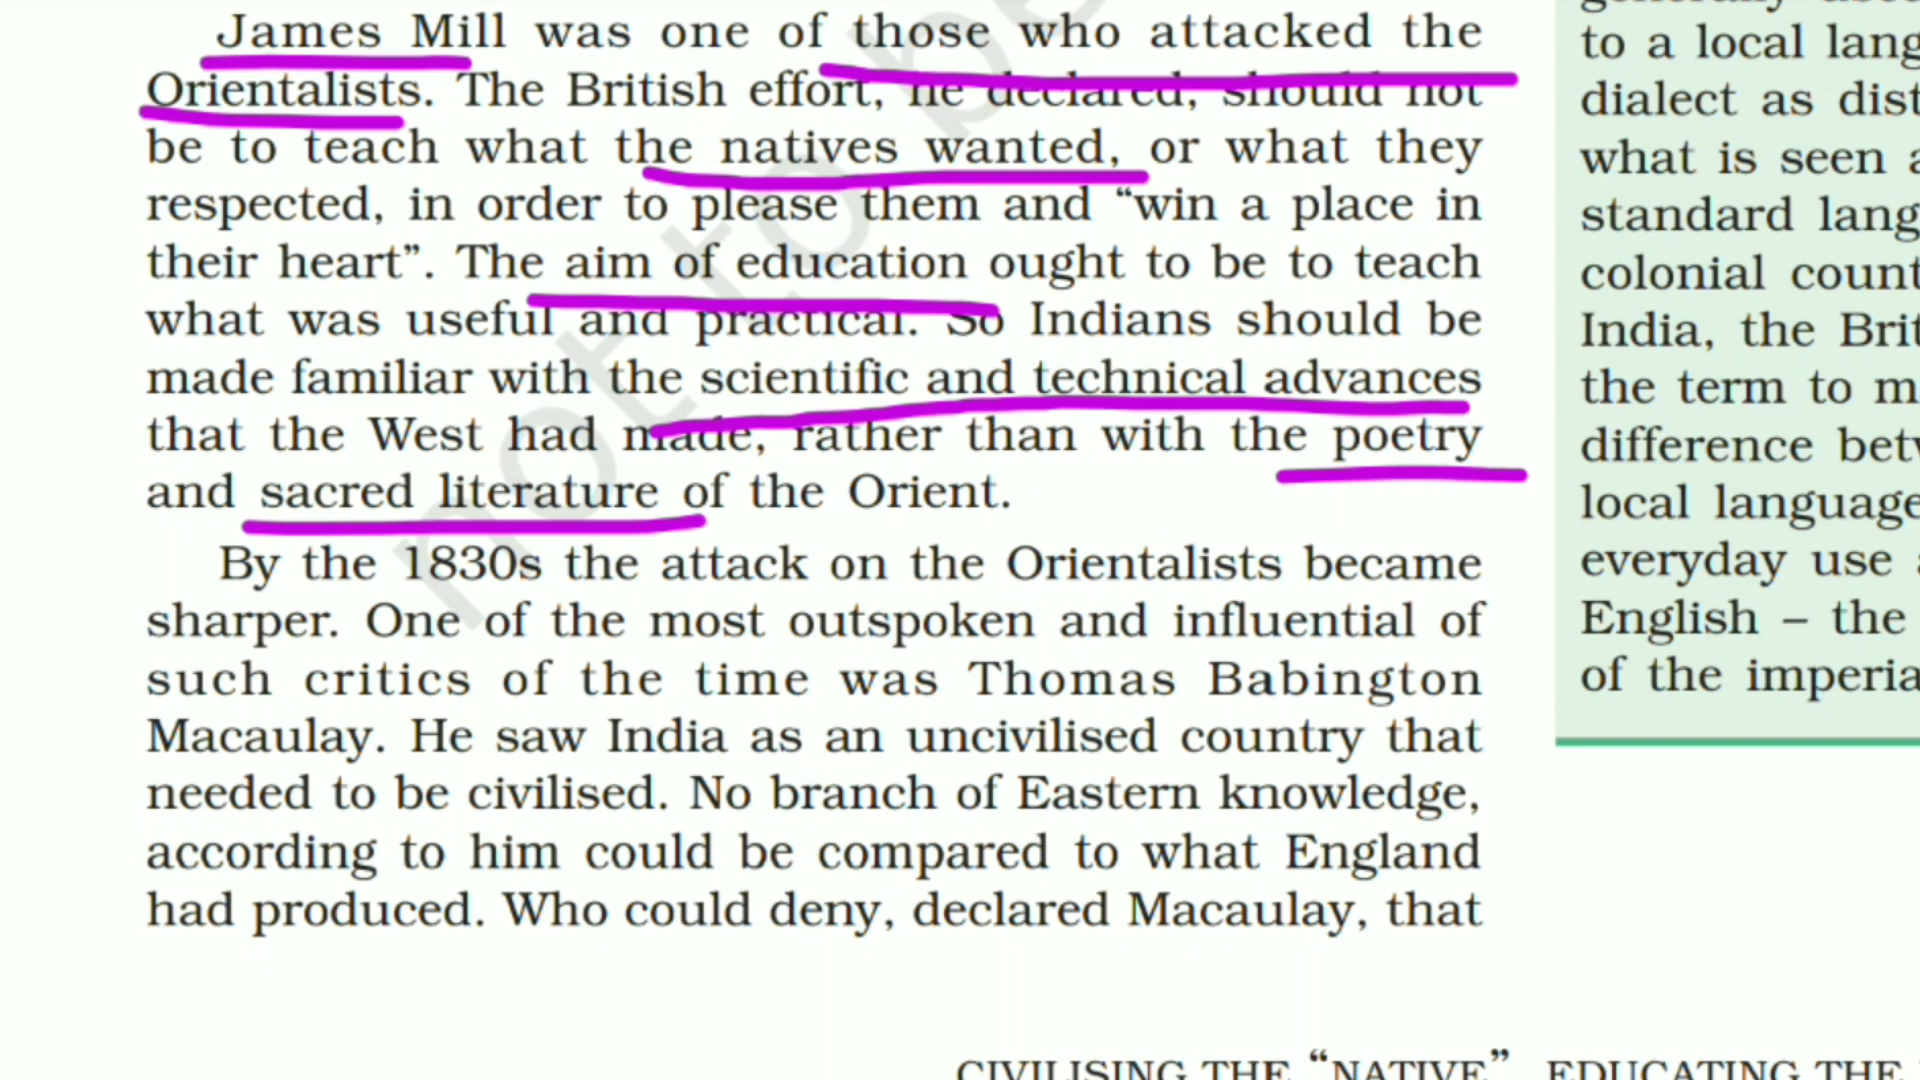 James Mill was one of those who attacked the
Orientalists. The British effort, he declared, should not
be to teach what the natives wanted, or what they
respected, in order to please them and “win a place in
their heart”. The aim of education ought to be to teach
what was useful and practical. So Indians should be
made familiar with the scientific and technical advances
that the West had made, rather than with the poetry
and sacred literature of the Orient.
By the 1830s the attack on the Orientalists became
sharper. One of the most outspoken and influential of
such critics of the time was Thomas Babington
Macaulay. He saw India as an uncivilised country that
needed to be civilised. No branch of Eastern knowledge,
according to him could be compared to what England
had produced. Who could deny, declared Macaulay, that
to a local lang
dialect as dist
what is seen a
standard lang
colonial count
India, the Brit
the term to m
difference betw
local language
everyday use a
English – the
of the imperia
CIVILISING THE “NATIVE” EDUCATING THE
not to be